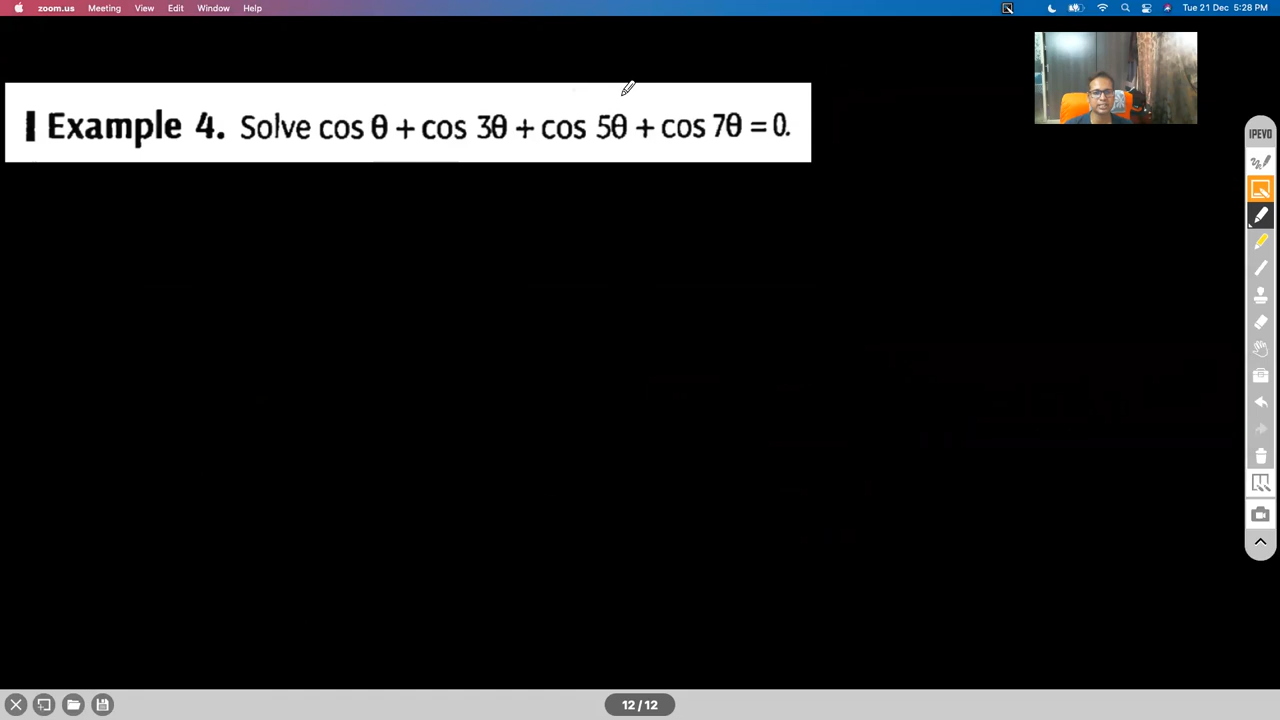 zoom.us Meeting View Edit Window Help Tue 21 Dec 5:28 PM
Example 4. Solve cos θ + cos 3θ + cos 5θ + cos 7θ = 0.
IPEVO
12 / 12